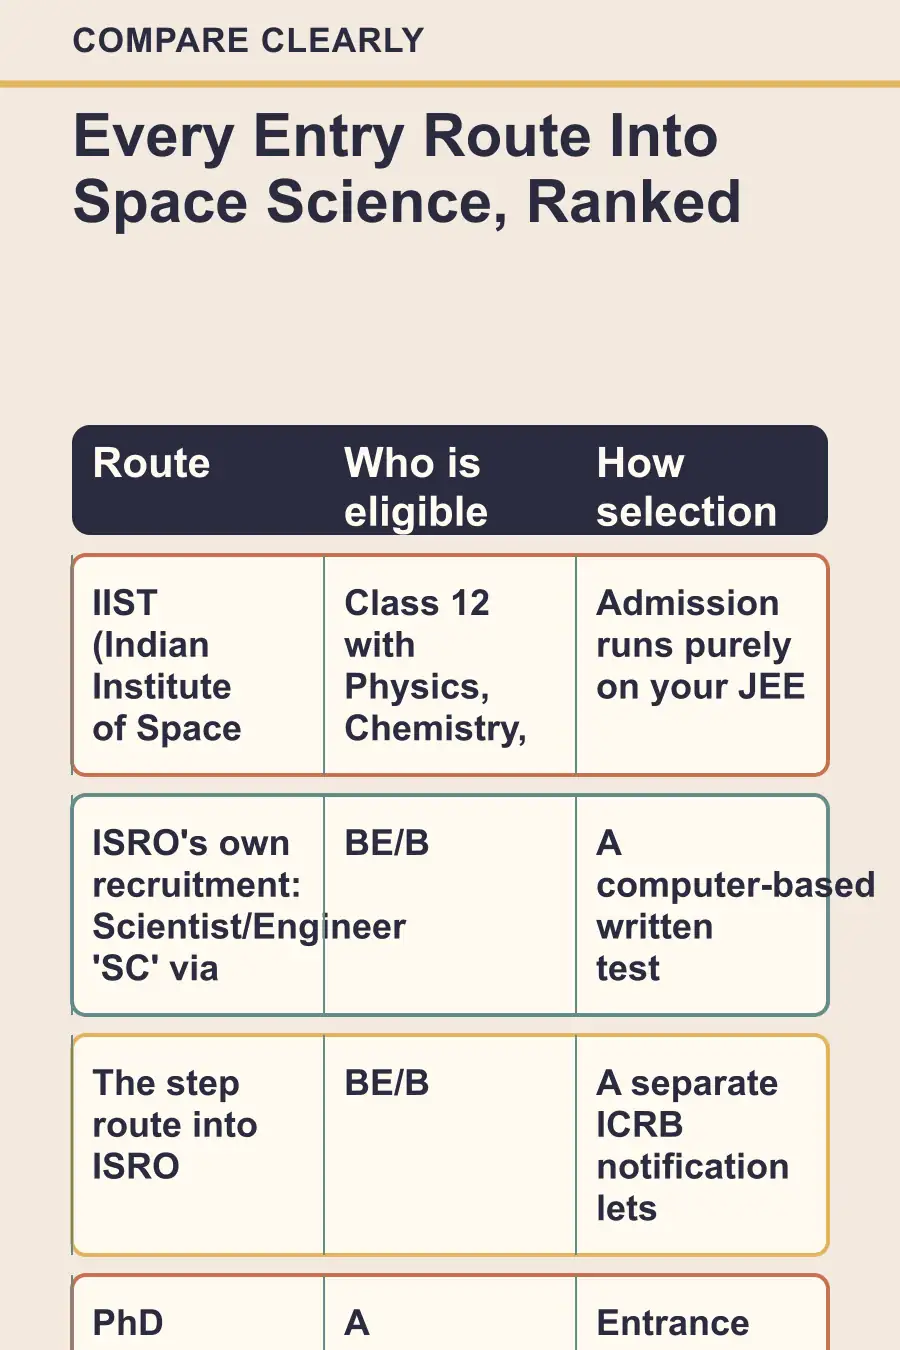 COMPARE CLEARLY
Every Entry Route Into
Space Science, Ranked
Route
Who is
eligible
How
selection
IIST
(Indian
Institute
of Space
Class 12
with
Physics,
Chemistry,
Admission
runs purely
on your JEE
ISRO's own
recruitment:
Scientist/Engineer
'SC' via
BE/B
A
computer-based
written
test
The step
route into
ISRO
BE/B
A separate
ICRB
notification
lets
PhD
A
Entrance